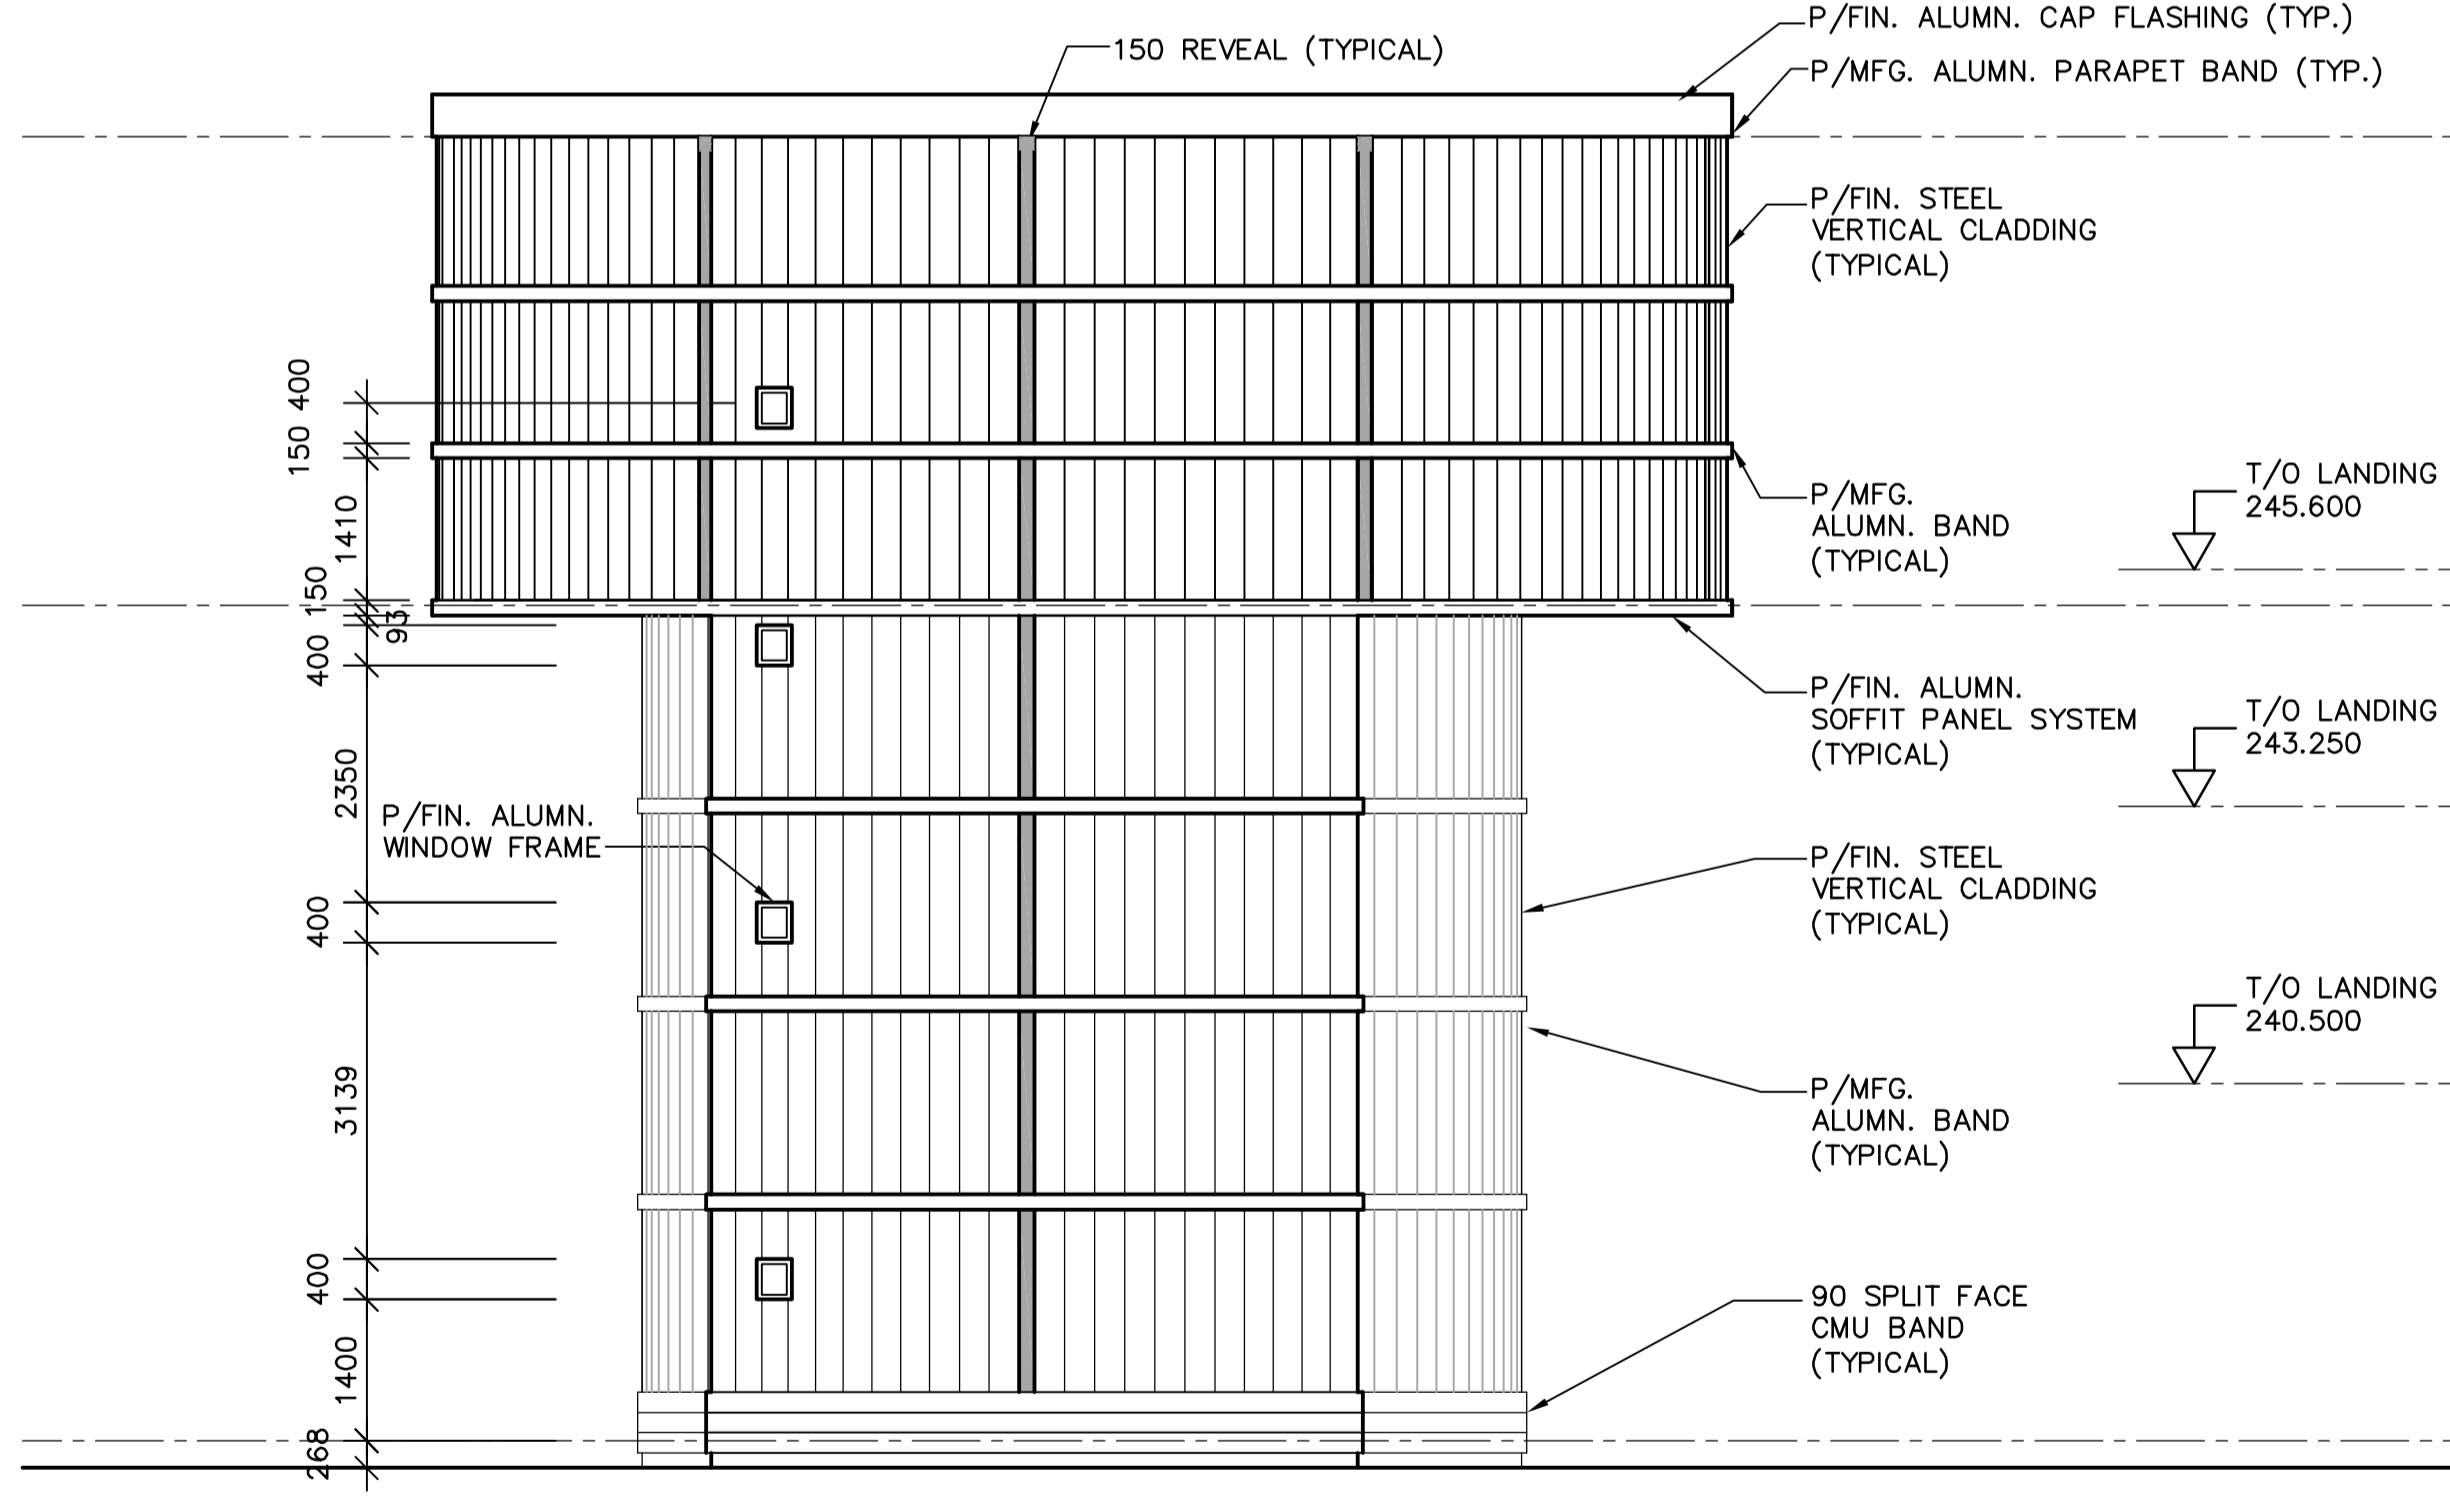 P/FIN. ALUMN. CAP FLASHING (TYP.)
150 REVEAL (TYPICAL)
P/MFG. ALUMN. PARAPET BAND (TYP.)
P/FIN. STEEL
VERTICAL CLADDING
(TYPICAL)
400
150
1410
150
93
400
2350
400
3139
400
1400
268
P/FIN. ALUMN.
WINDOW FRAME
P/MFG.
ALUMN. BAND
(TYPICAL)
T/O LANDING
245.600
P/FIN. ALUMN.
SOFFIT PANEL SYSTEM
(TYPICAL)
T/O LANDING
243.250
P/FIN. STEEL
VERTICAL CLADDING
(TYPICAL)
T/O LANDING
240.500
P/MFG.
ALUMN. BAND
(TYPICAL)
90 SPLIT FACE
CMU BAND
(TYPICAL)